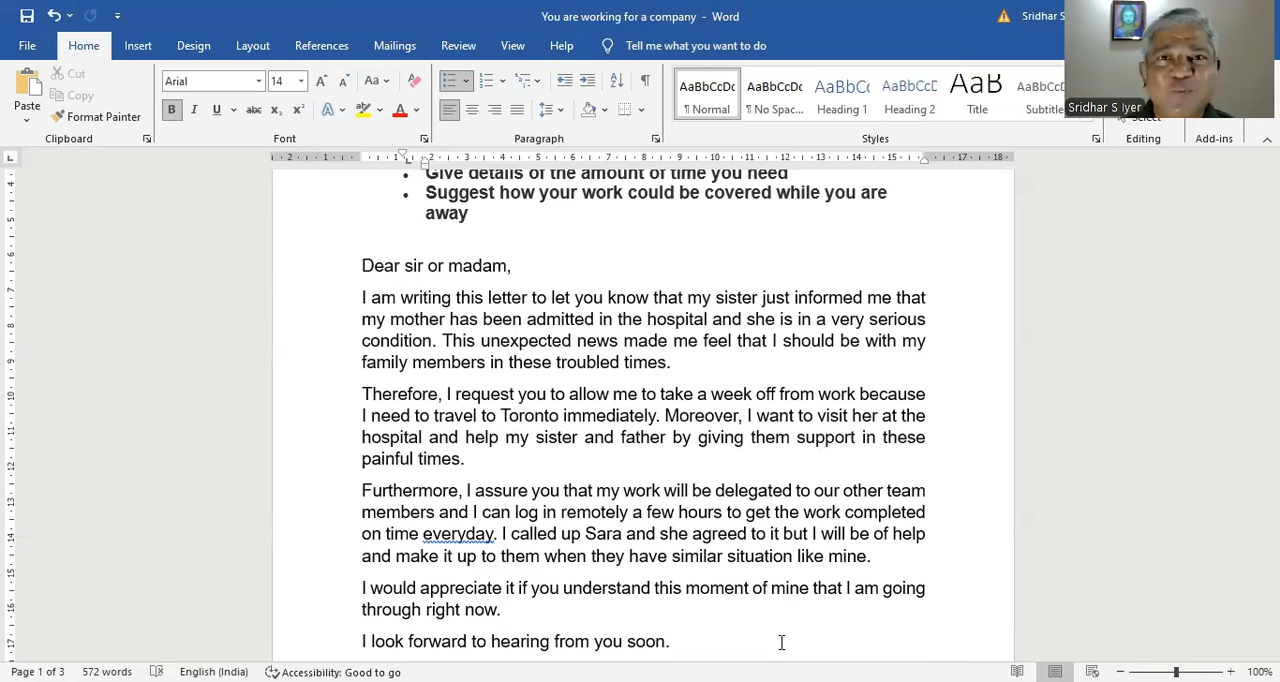 You are working for a company - Word
Sridhar S
File Home Insert Design Layout References Mailings Review View Help Tell me what you want to do
Paste
Cut
Copy
Format Painter
Clipboard
Arial 14
Font
Paragraph
AaBbCcDc AaBbCcDc AaBbCc AaBbCcD AaB AaBbCc
¶ Normal ¶ No Spac... Heading 1 Heading 2 Title Subtitle
Styles
Sridhar S Iyer
Select
Editing
Add-ins
• Give details of the amount of time you need
• Suggest how your work could be covered while you are
away
Dear sir or madam,
I am writing this letter to let you know that my sister just informed me that
my mother has been admitted in the hospital and she is in a very serious
condition. This unexpected news made me feel that I should be with my
family members in these troubled times.
Therefore, I request you to allow me to take a week off from work because
I need to travel to Toronto immediately. Moreover, I want to visit her at the
hospital and help my sister and father by giving them support in these
painful times.
Furthermore, I assure you that my work will be delegated to our other team
members and I can log in remotely a few hours to get the work completed
on time everyday. I called up Sara and she agreed to it but I will be of help
and make it up to them when they have similar situation like mine.
I would appreciate it if you understand this moment of mine that I am going
through right now.
I look forward to hearing from you soon.
Page 1 of 3 572 words English (India) Accessibility: Good to go 100%